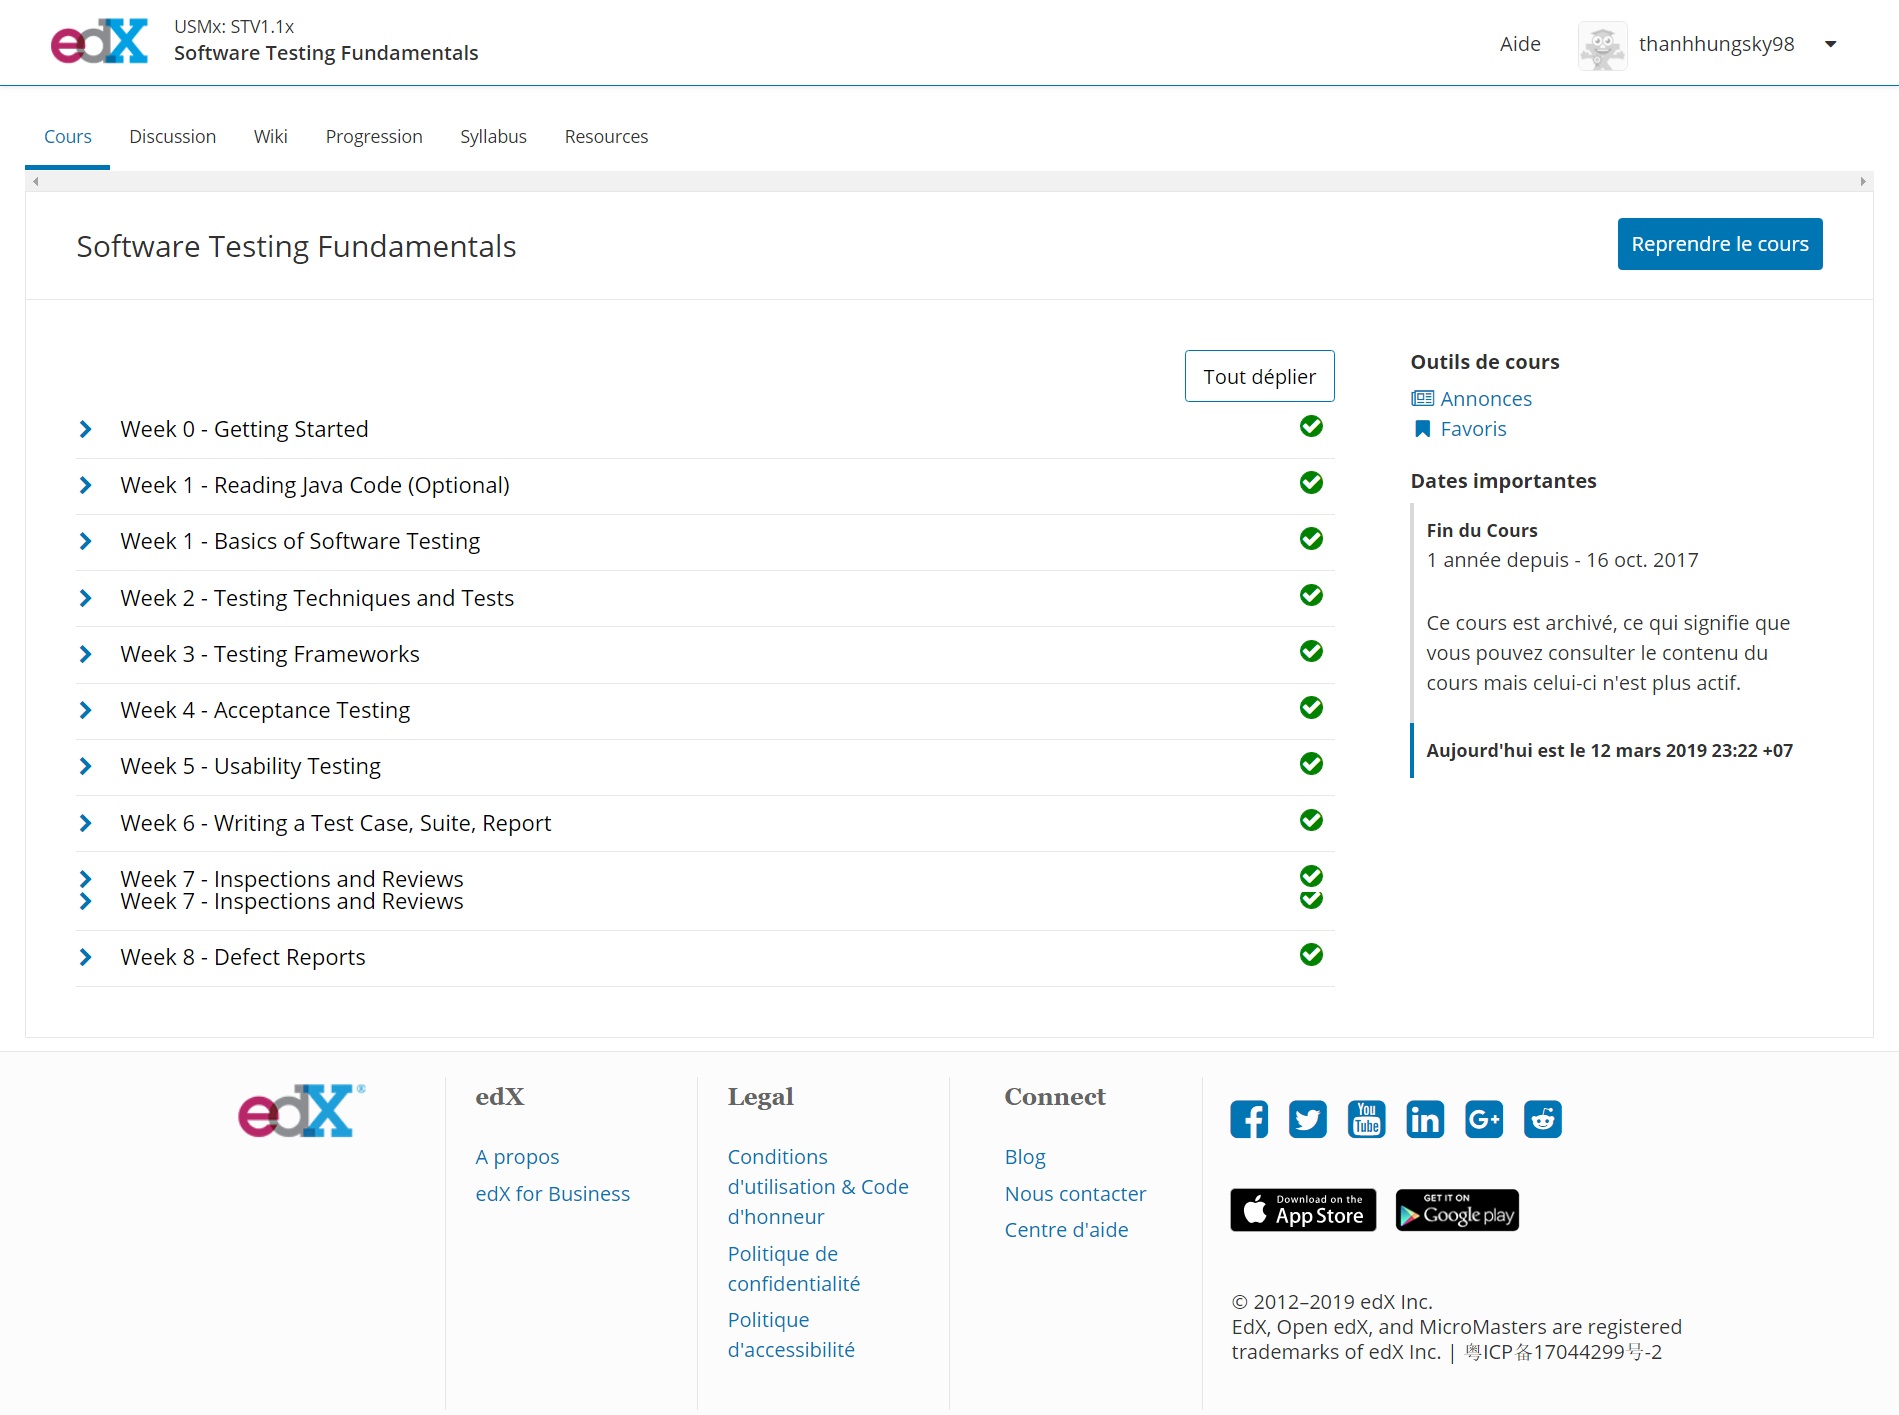 edX
USMx: STV1.1x
Software Testing Fundamentals
Aide
thanhhungsky98
Cours
Discussion
Wiki
Progression
Syllabus
Resources
Software Testing Fundamentals
Reprendre le cours
Tout déplier
Week 0 - Getting Started
Week 1 - Reading Java Code (Optional)
Week 1 - Basics of Software Testing
Week 2 - Testing Techniques and Tests
Week 3 - Testing Frameworks
Week 4 - Acceptance Testing
Week 5 - Usability Testing
Week 6 - Writing a Test Case, Suite, Report
Week 7 - Inspections and Reviews
Week 7 - Inspections and Reviews
Week 8 - Defect Reports
Outils de cours
Annonces
Favoris
Dates importantes
Fin du Cours
1 année depuis - 16 oct. 2017
Ce cours est archivé, ce qui signifie que
vous pouvez consulter le contenu du
cours mais celui-ci n'est plus actif.
Aujourd'hui est le 12 mars 2019 23:22 +07
edX®
edX
A propos
edX for Business
Legal
Conditions
d'utilisation & Code
d'honneur
Politique de
confidentialité
Politique
d'accessibilité
Connect
Blog
Nous contacter
Centre d'aide
You
Tube
in
G+
Download on the
App Store
GET IT ON
Google play
© 2012–2019 edX Inc.
EdX, Open edX, and MicroMasters are registered
trademarks of edX Inc. | 粤ICP备17044299号-2